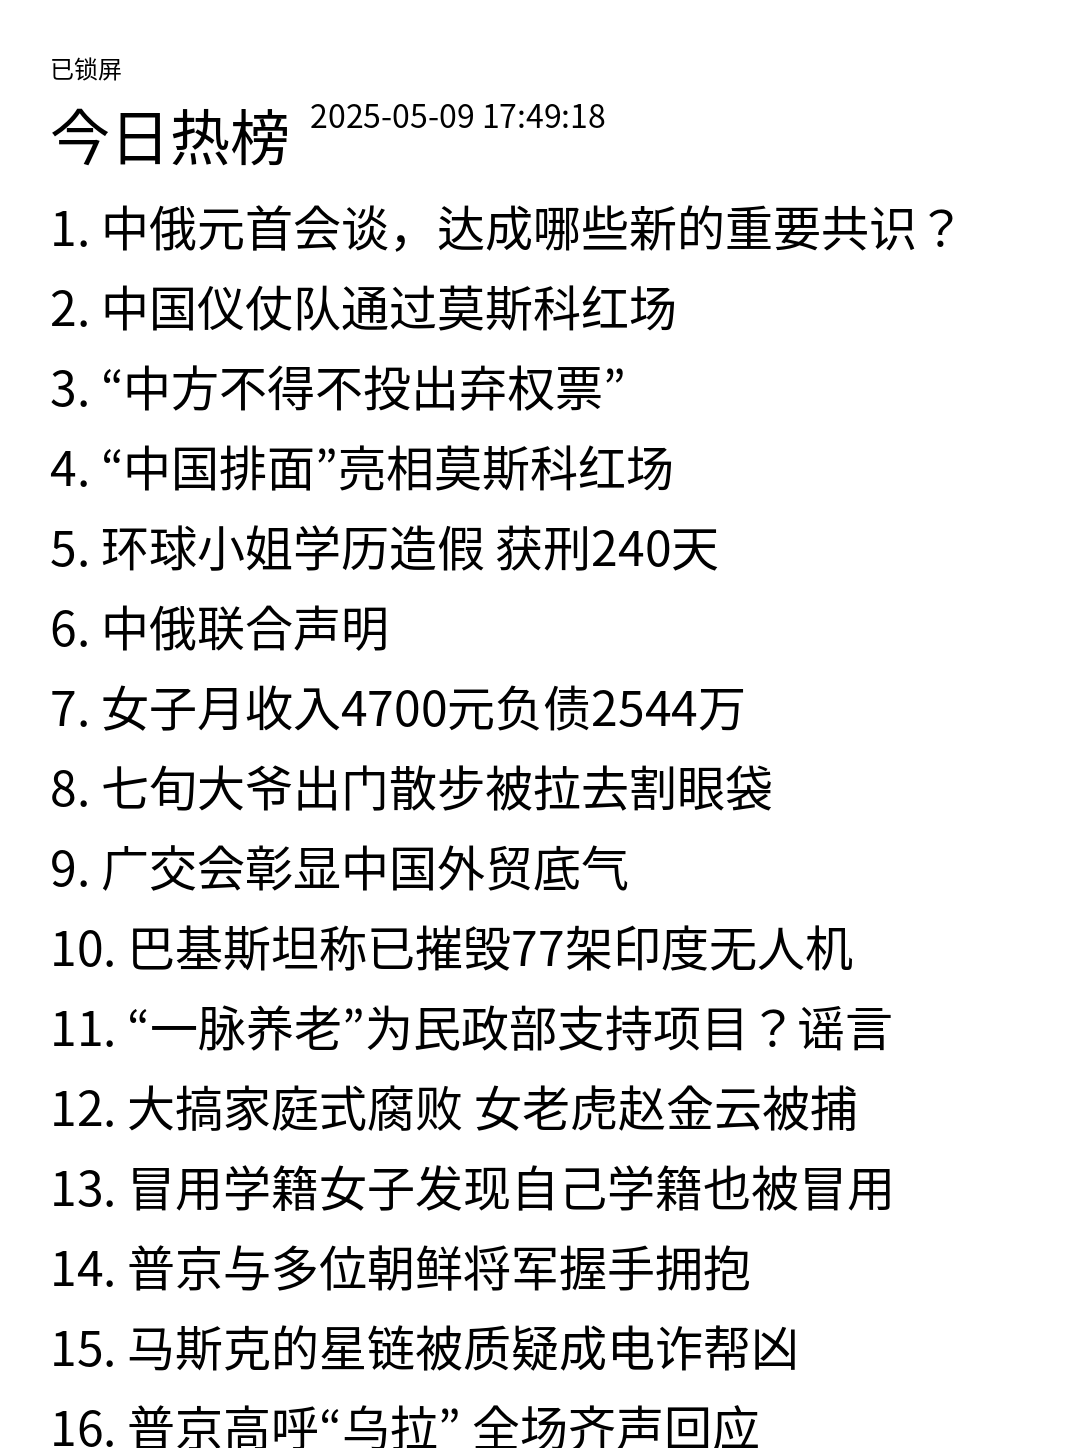 已锁屏
今日热榜 2025-05-09 17:49:18
1. 中俄元首会谈，达成哪些新的重要共识？
2. 中国仪仗队通过莫斯科红场
3. “中方不得不投出弃权票”
4. “中国排面”亮相莫斯科红场
5. 环球小姐学历造假 获刑240天
6. 中俄联合声明
7. 女子月收入4700元负债2544万
8. 七旬大爷出门散步被拉去割眼袋
9. 广交会彰显中国外贸底气
10. 巴基斯坦称已摧毁77架印度无人机
11. “一脉养老”为民政部支持项目？谣言
12. 大搞家庭式腐败 女老虎赵金云被捕
13. 冒用学籍女子发现自己学籍也被冒用
14. 普京与多位朝鲜将军握手拥抱
15. 马斯克的星链被质疑成电诈帮凶
16. 普京高呼“乌拉” 全场齐声回应